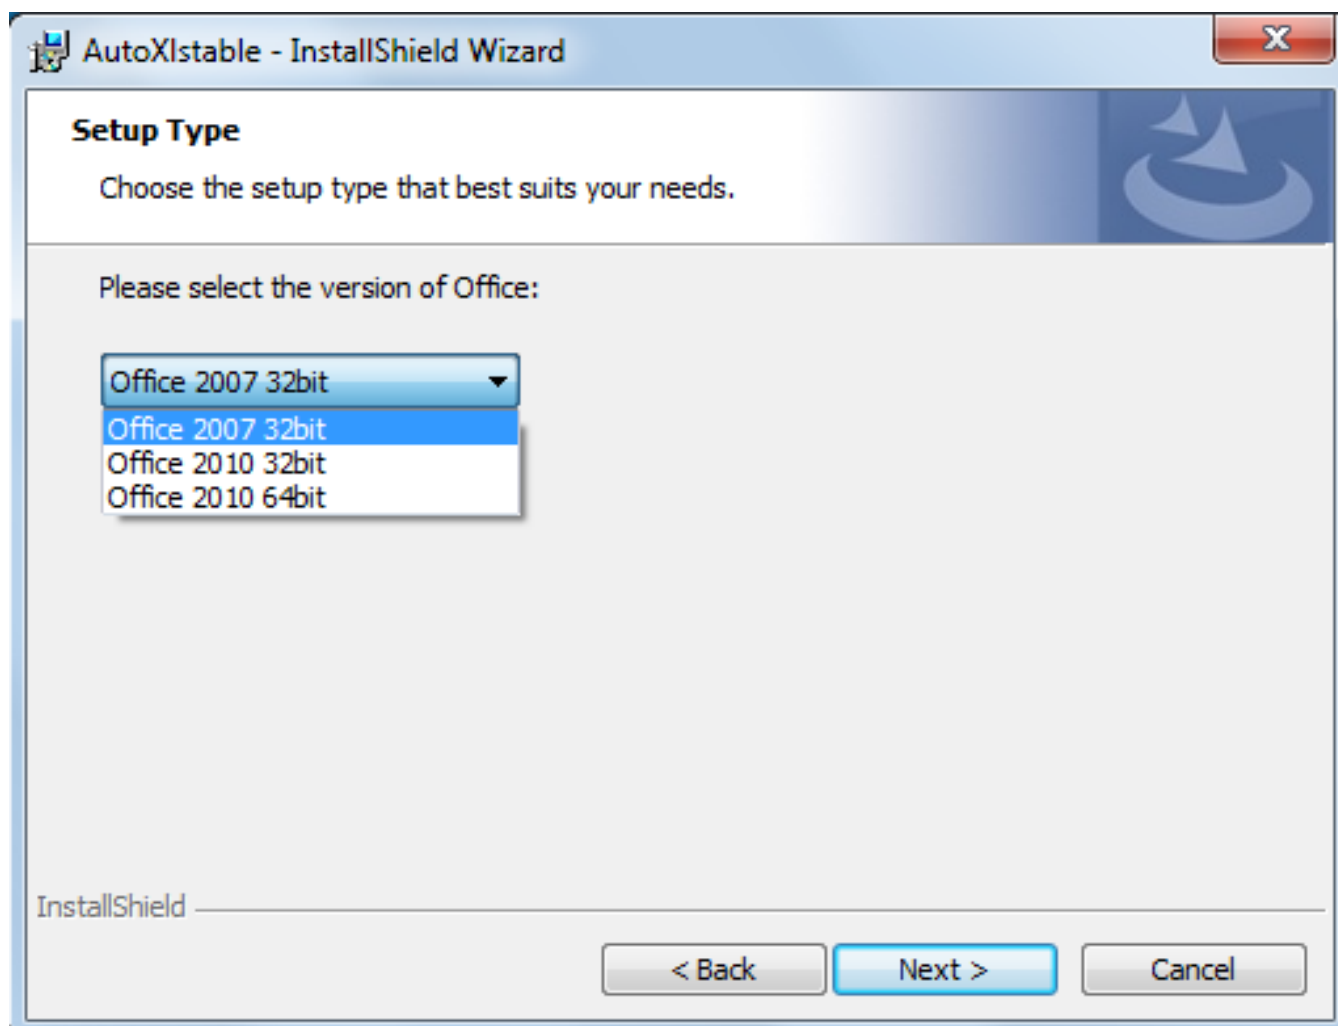 AutoXlstable - InstallShield Wizard
Setup Type
Choose the setup type that best suits your needs.
Please select the version of Office:
Office 2007 32bit
Office 2007 32bit
Office 2010 32bit
Office 2010 64bit
InstallShield
< Back
Next >
Cancel